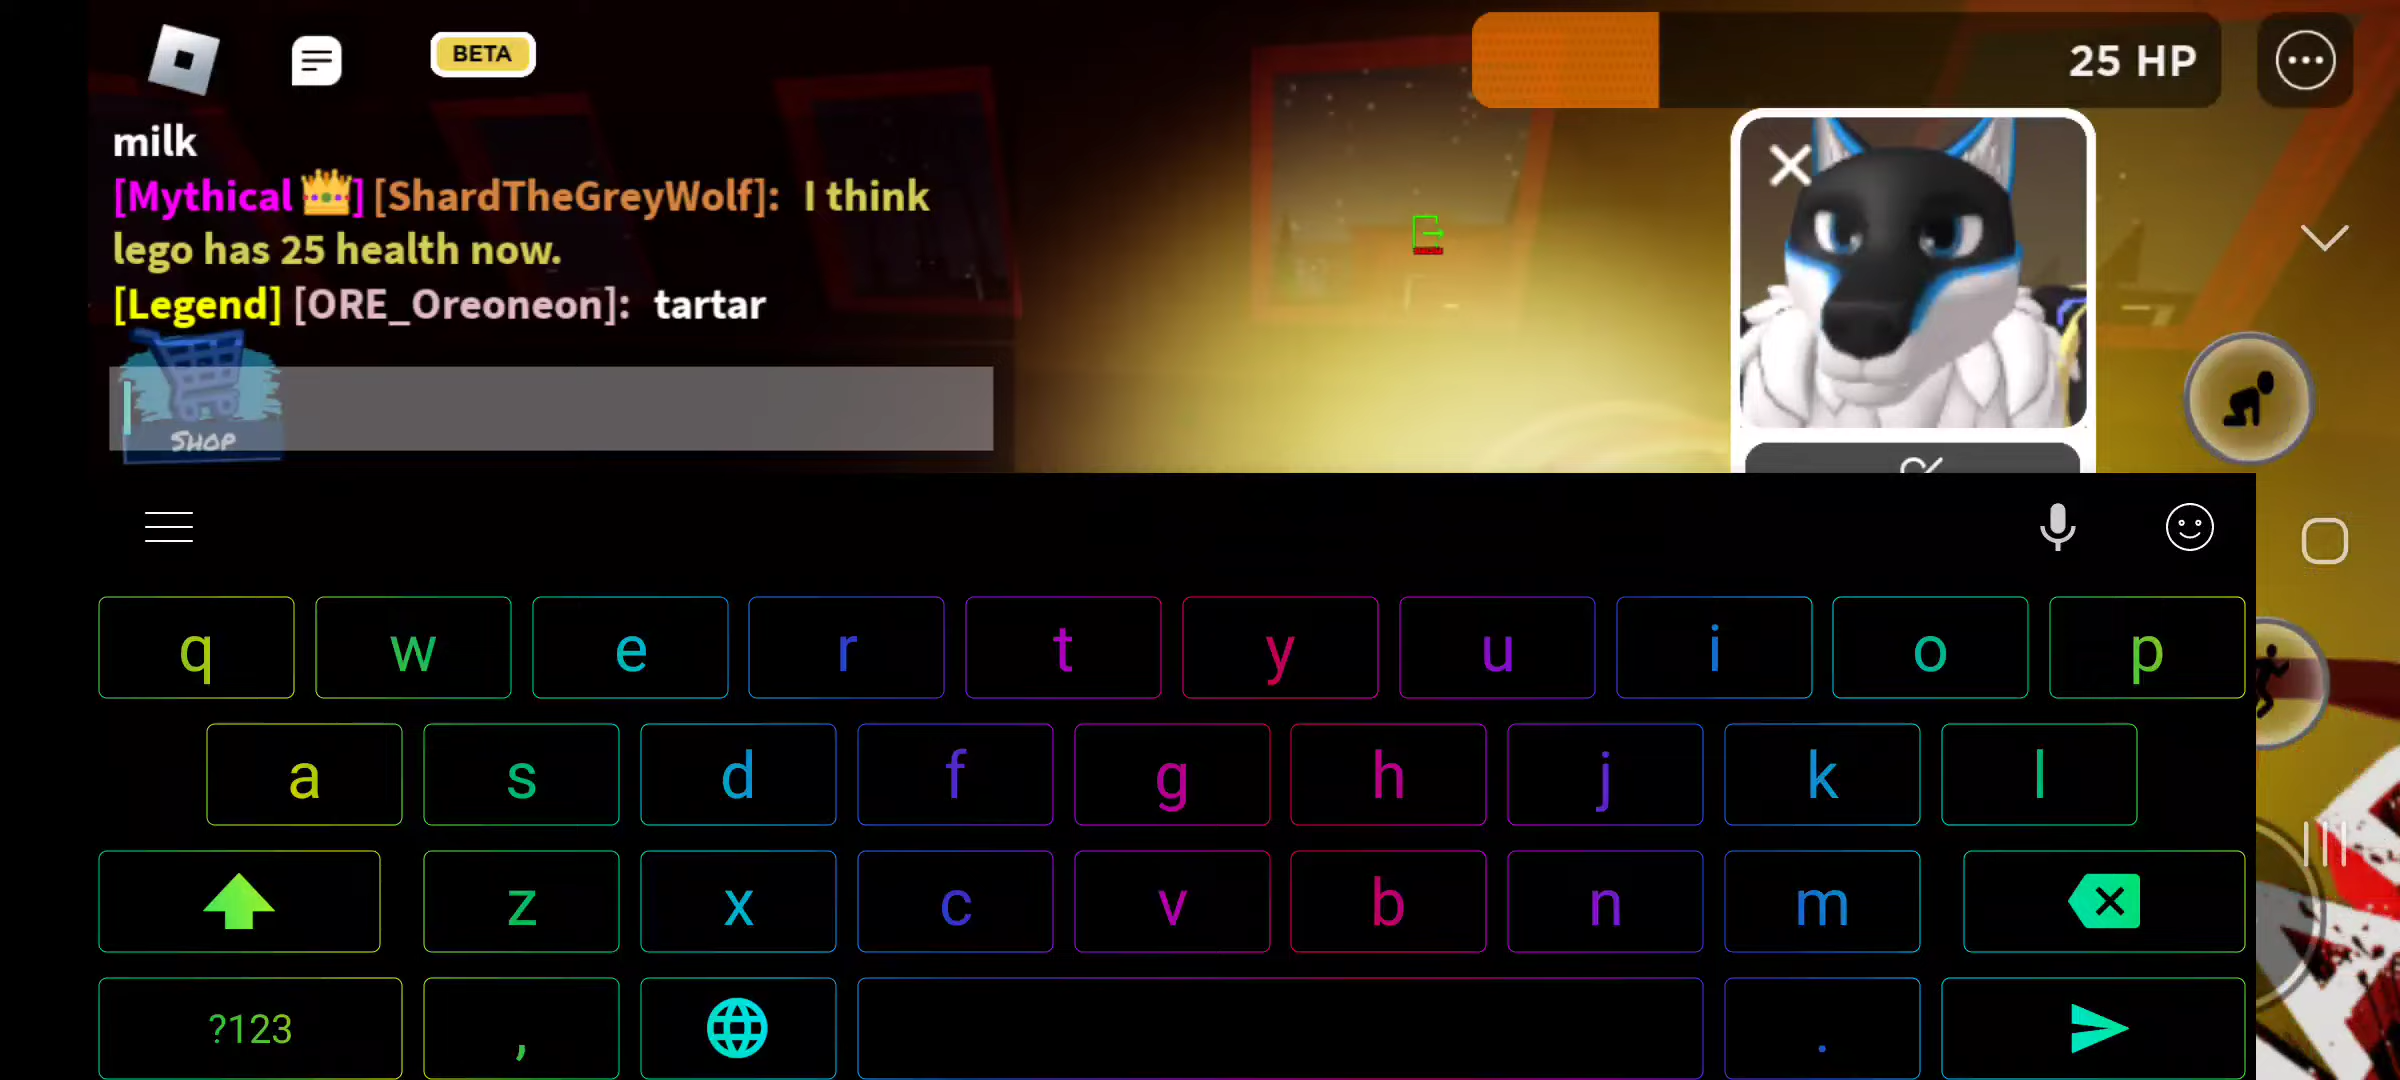 BETA
25 HP
milk
[Mythical 👑] [ShardTheGreyWolf]: I think
lego has 25 health now.
[Legend] [ORE_Oreoneon]: tartar
SHOP
q w e r t y u i o p
a s d f g h j k l
z x c v b n m
?123 , .